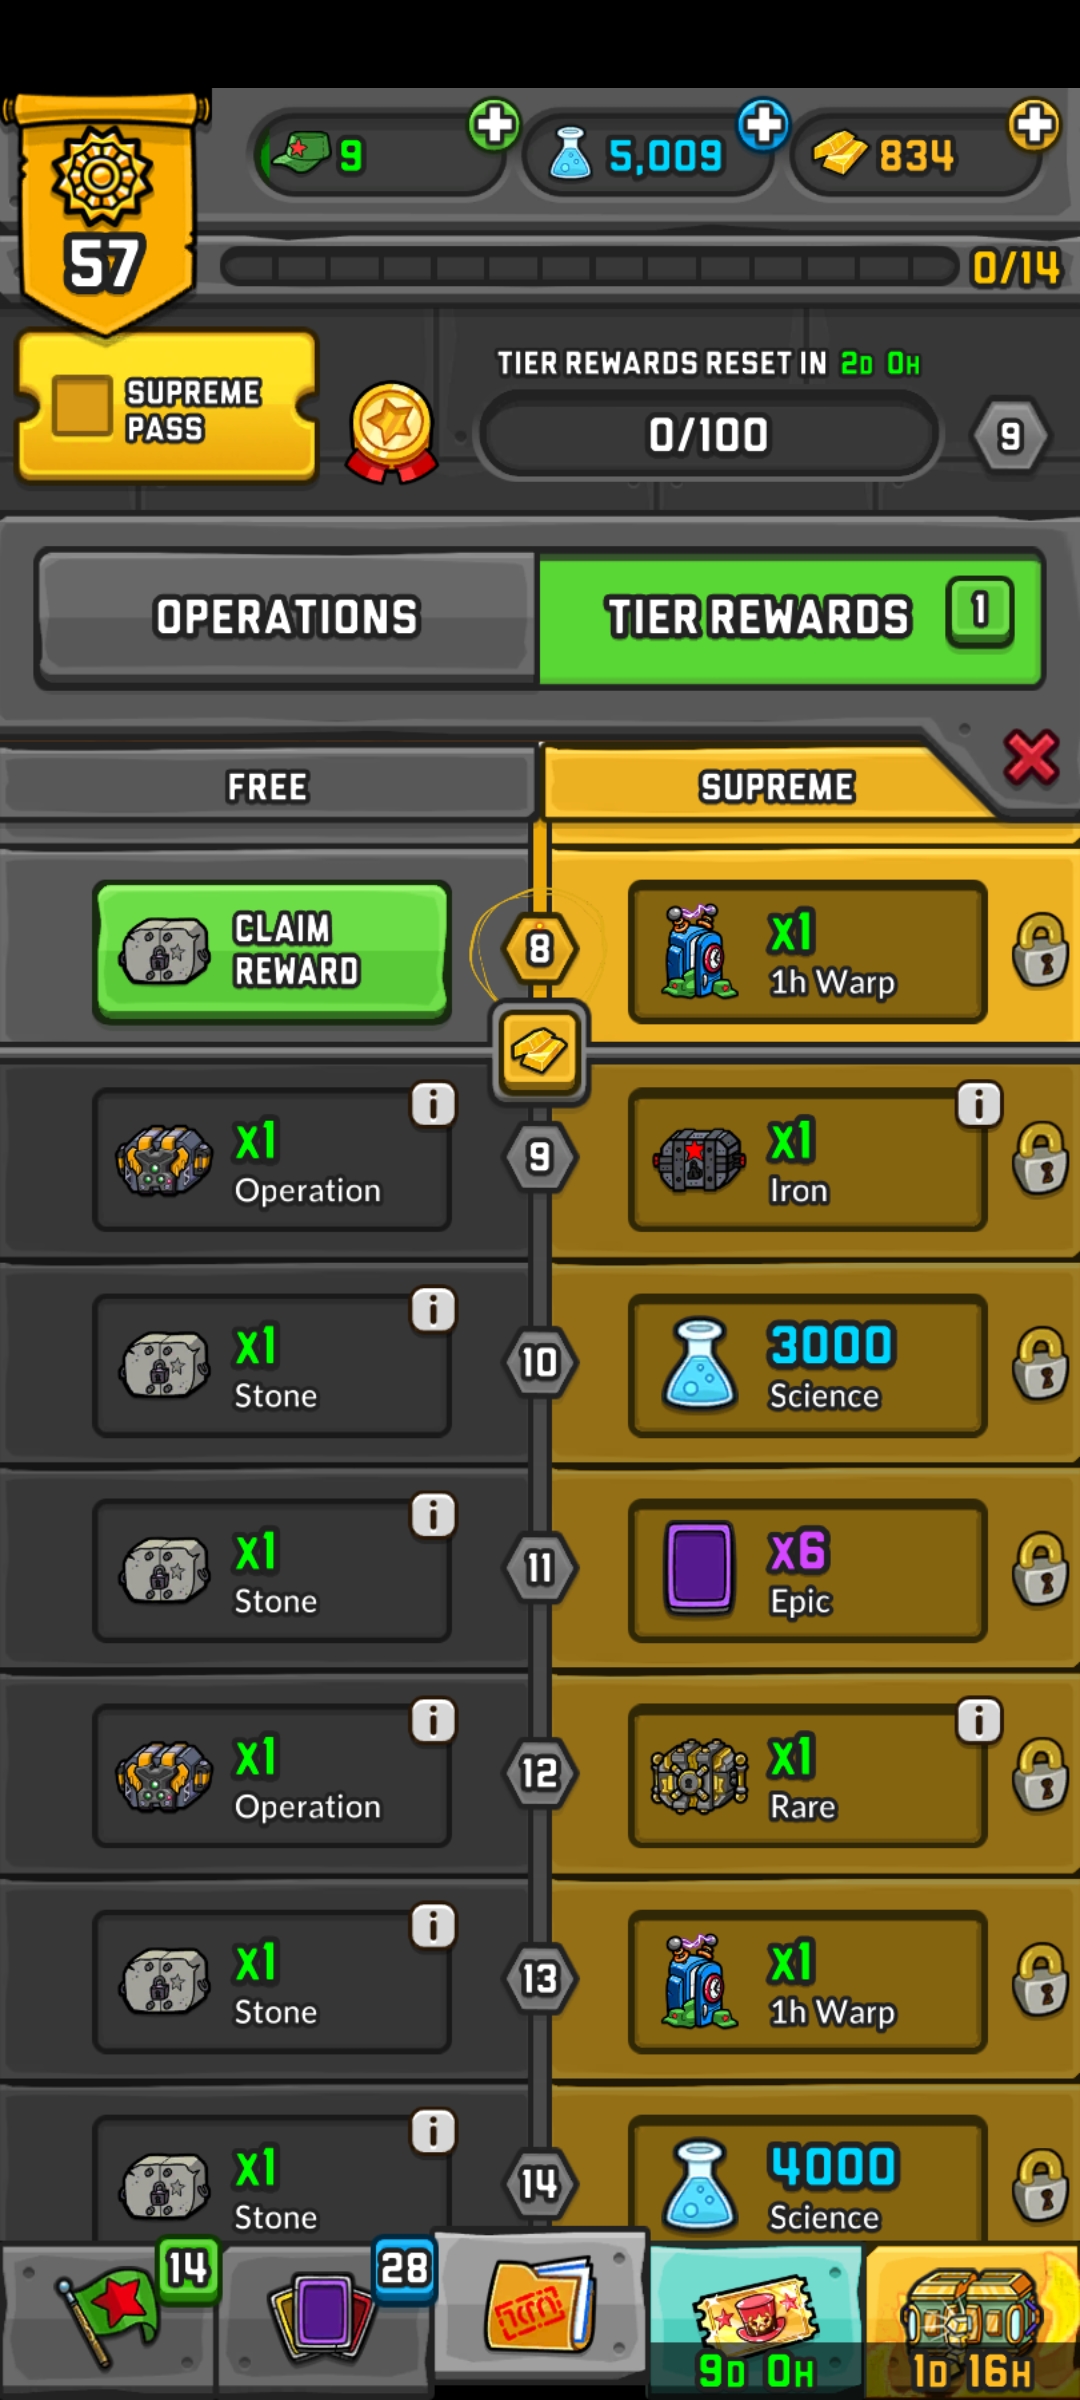 9
5,009
834
57
0/14
SUPREME
PASS
TIER REWARDS RESET IN 2D 0H
0/100
9
OPERATIONS
TIER REWARDS
1
FREE
SUPREME
CLAIM
REWARD
8
X1
1h Warp
X1
Operation
9
X1
Iron
X1
Stone
10
3000
Science
X1
Stone
11
X6
Epic
X1
Operation
12
X1
Rare
X1
Stone
13
X1
1h Warp
X1
Stone
14
4000
Science
14
28
9D 0H
1D 16H